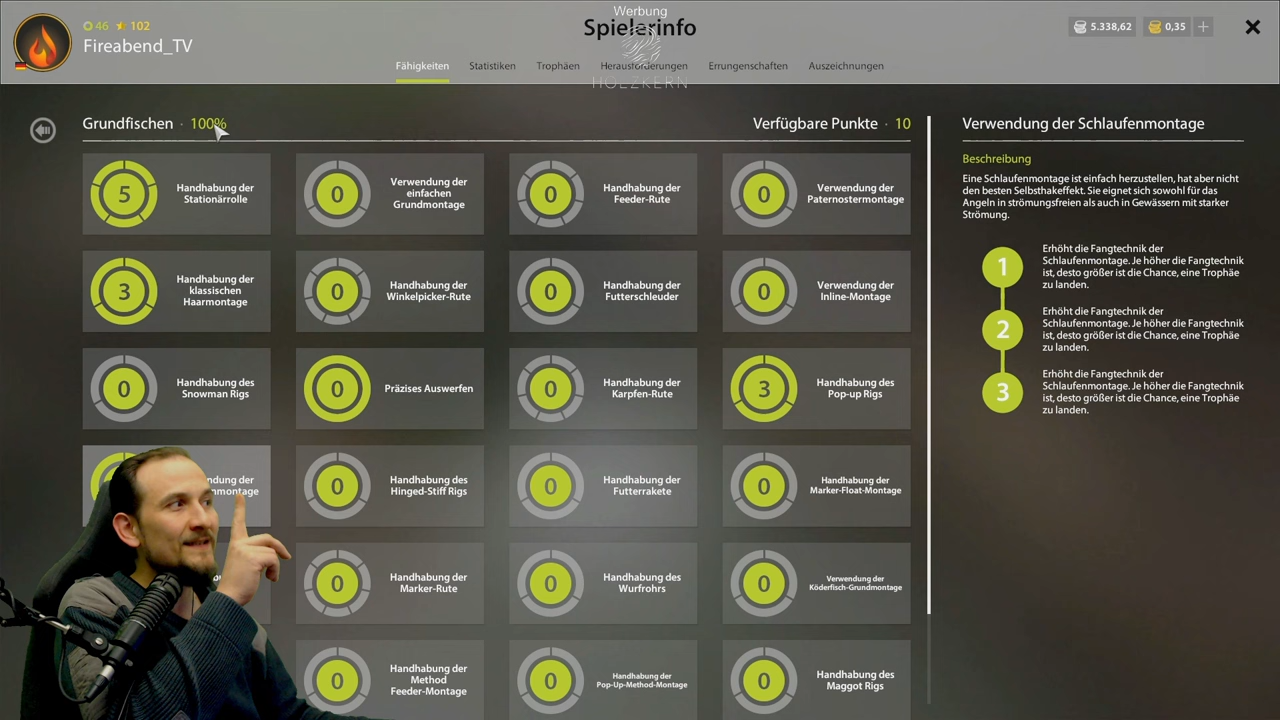 46 102
Fireabend_TV
Werbung
Spielerinfo
HOLZKERN
5.338,62
0,35
Fähigkeiten
Statistiken
Trophäen
Herausforderungen
Errungenschaften
Auszeichnungen
Grundfischen · 100%
Verfügbare Punkte · 10
5
Handhabung der
Stationärrolle
0
Verwendung der
einfachen
Grundmontage
0
Handhabung der
Feeder-Rute
0
Verwendung der
Paternostermontage
3
Handhabung der
klassischen
Haarmontage
0
Handhabung der
Winkelpicker-Rute
0
Handhabung der
Futterschleuder
0
Verwendung der
Inline-Montage
0
Handhabung des
Snowman Rigs
0
Präzises Auswerfen
0
Handhabung der
Karpfen-Rute
3
Handhabung des
Pop-up Rigs
ndung der
nmontage
0
Handhabung des
Hinged-Stiff Rigs
0
Handhabung der
Futterrakete
0
Handhabung der
Marker-Float-Montage
0
Handhabung der
Marker-Rute
0
Handhabung des
Wurfrohrs
0
Verwendung der
Köderfisch-Grundmontage
0
Handhabung der
Method
Feeder-Montage
0
Handhabung der
Pop-Up-Method-Montage
0
Handhabung des
Maggot Rigs
Verwendung der Schlaufenmontage
Beschreibung
Eine Schlaufenmontage ist einfach herzustellen, hat aber nicht
den besten Selbsthakeffekt. Sie eignet sich sowohl für das
Angeln in strömungsfreien als auch in Gewässern mit starker
Strömung.
1
Erhöht die Fangtechnik der
Schlaufenmontage. Je höher die Fangtechnik
ist, desto größer ist die Chance, eine Trophäe
zu landen.
2
Erhöht die Fangtechnik der
Schlaufenmontage. Je höher die Fangtechnik
ist, desto größer ist die Chance, eine Trophäe
zu landen.
3
Erhöht die Fangtechnik der
Schlaufenmontage. Je höher die Fangtechnik
ist, desto größer ist die Chance, eine Trophäe
zu landen.